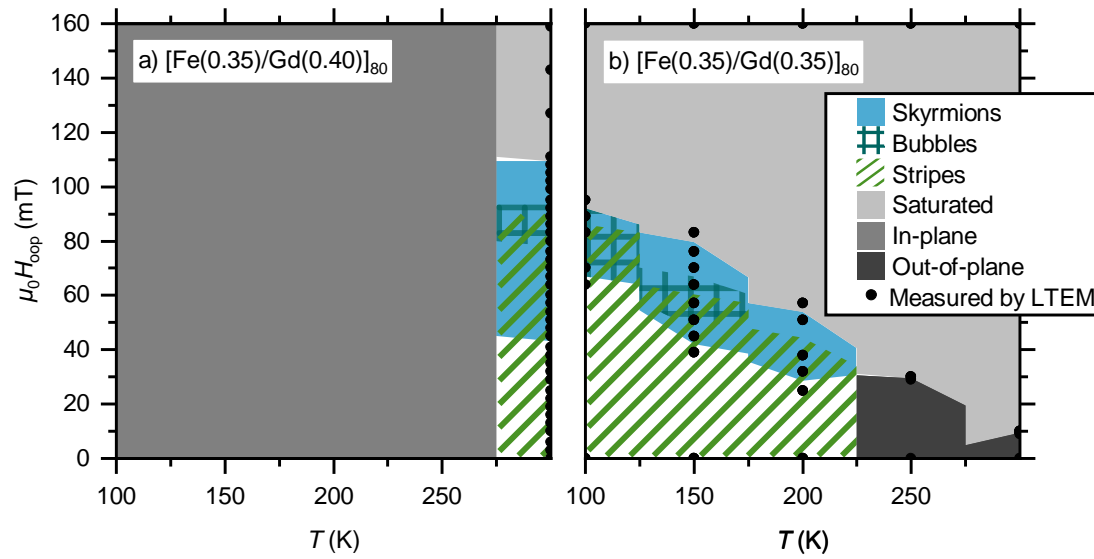 a) [Fe(0.35)/Gd(0.40)]80
b) [Fe(0.35)/Gd(0.35)]80
Skyrmions
Bubbles
Stripes
Saturated
In-plane
Out-of-plane
Measured by LTEM
μ0Hoop (mT)
160
140
120
100
80
60
40
20
0
100 150 200 250
100 150 200 250
T (K)
T (K)